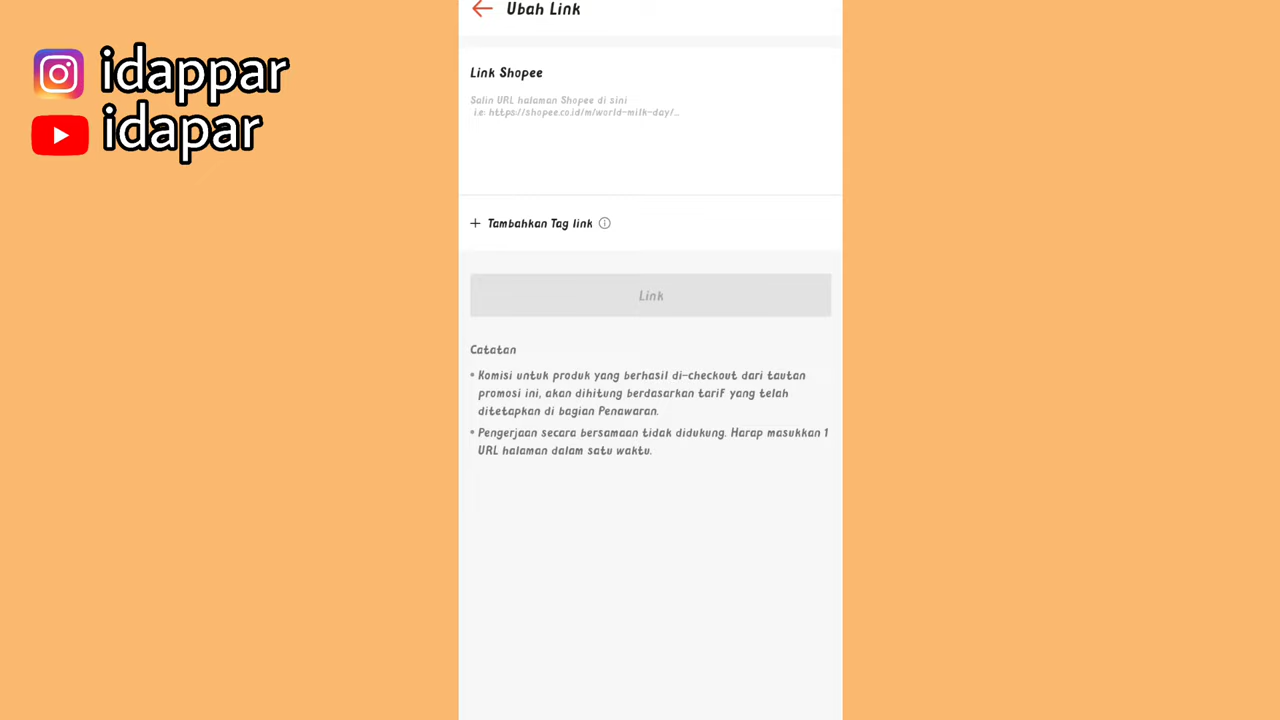 idappar
idapar
Ubah Link
Link Shopee
Salin URL halaman Shopee di sini
i.e: https://shopee.co.id/m/world-milk-day/...
+ Tambahkan Tag link
Link
Catatan
• Komisi untuk produk yang berhasil di-checkout dari tautan
promosi ini, akan dihitung berdasarkan tarif yang telah
ditetapkan di bagian Penawaran.
• Pengerjaan secara bersamaan tidak didukung. Harap masukkan 1
URL halaman dalam satu waktu.